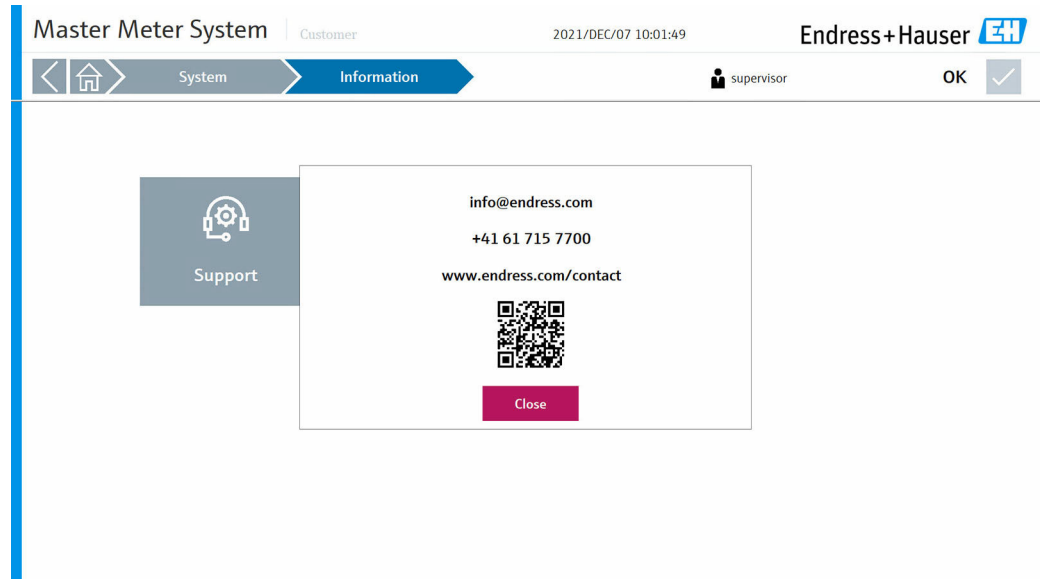 Master Meter System
Customer
2021/DEC/07 10:01:49
Endress+Hauser EH
System
Information
supervisor
OK
info@endress.com
+41 61 715 7700
Support
www.endress.com/contact
Close